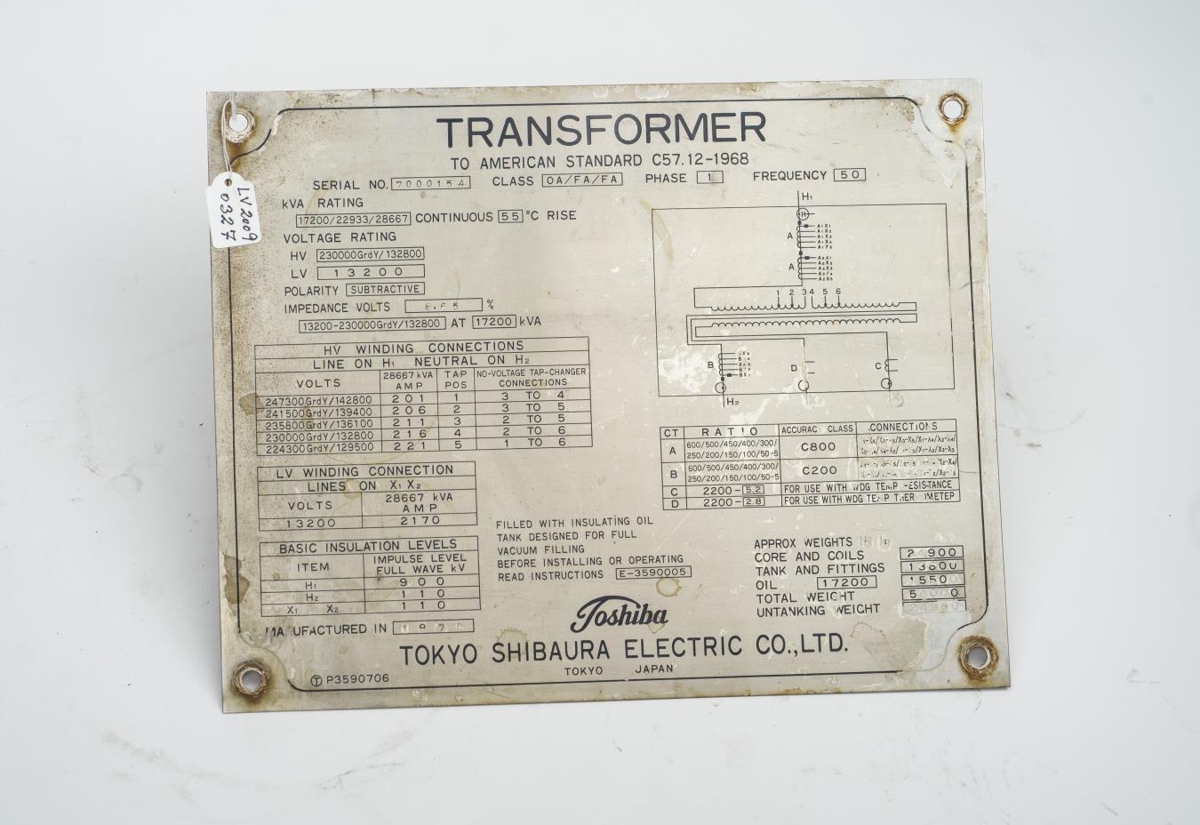 TRANSFORMER
TO AMERICAN STANDARD C57.12-1968
SERIAL NO. 7000154 CLASS OA/FA/FA PHASE 1 FREQUENCY 50
kVA RATING
17200/22933/28667 CONTINUOUS 55 °C RISE
VOLTAGE RATING
HV 230000GrdY/132800
LV 13200
POLARITY SUBTRACTIVE
IMPEDANCE VOLTS %
13200-230000GrdY/132800 AT 17200 kVA
HV WINDING CONNECTIONS
LINE ON H1 NEUTRAL ON H2
VOLTS 28667 kVA AMP TAP POS NO-VOLTAGE TAP-CHANGER CONNECTIONS
247300GrdY/142800 201 1 3 TO 4
241500GrdY/139400 206 2 3 TO 5
235800GrdY/136100 211 3 2 TO 5
230000GrdY/132800 216 4 2 TO 6
224300GrdY/129500 221 5 1 TO 6
LV WINDING CONNECTION
LINES ON X1 X2
VOLTS 28667 kVA AMP
13200 2170
BASIC INSULATION LEVELS
ITEM IMPULSE LEVEL FULL WAVE kV
H1 900
H2 110
X1 X2 110
MANUFACTURED IN
H1
A
A
1 2 3 4 5 6
B D C
H2
CT RATIO ACCURAC CLASS CONNECTIONS
A 600/500/450/400/300/ 250/200/150/100/50-5 C800
B 600/500/450/400/300/ 250/200/150/100/50-5 C200
C 2200-5.2 FOR USE WITH WDG TEMP RESISTANCE
D 2200-2.8 FOR USE WITH WDG TEMP
FILLED WITH INSULATING OIL
TANK DESIGNED FOR FULL
VACUUM FILLING
BEFORE INSTALLING OR OPERATING
READ INSTRUCTIONS E-3590005
APPROX WEIGHTS
CORE AND COILS
TANK AND FITTINGS 13600
OIL 17200
TOTAL WEIGHT
UNTANKING WEIGHT
Toshiba
TOKYO SHIBAURA ELECTRIC CO.,LTD.
TOKYO JAPAN
T P3590706
LV2009
0327